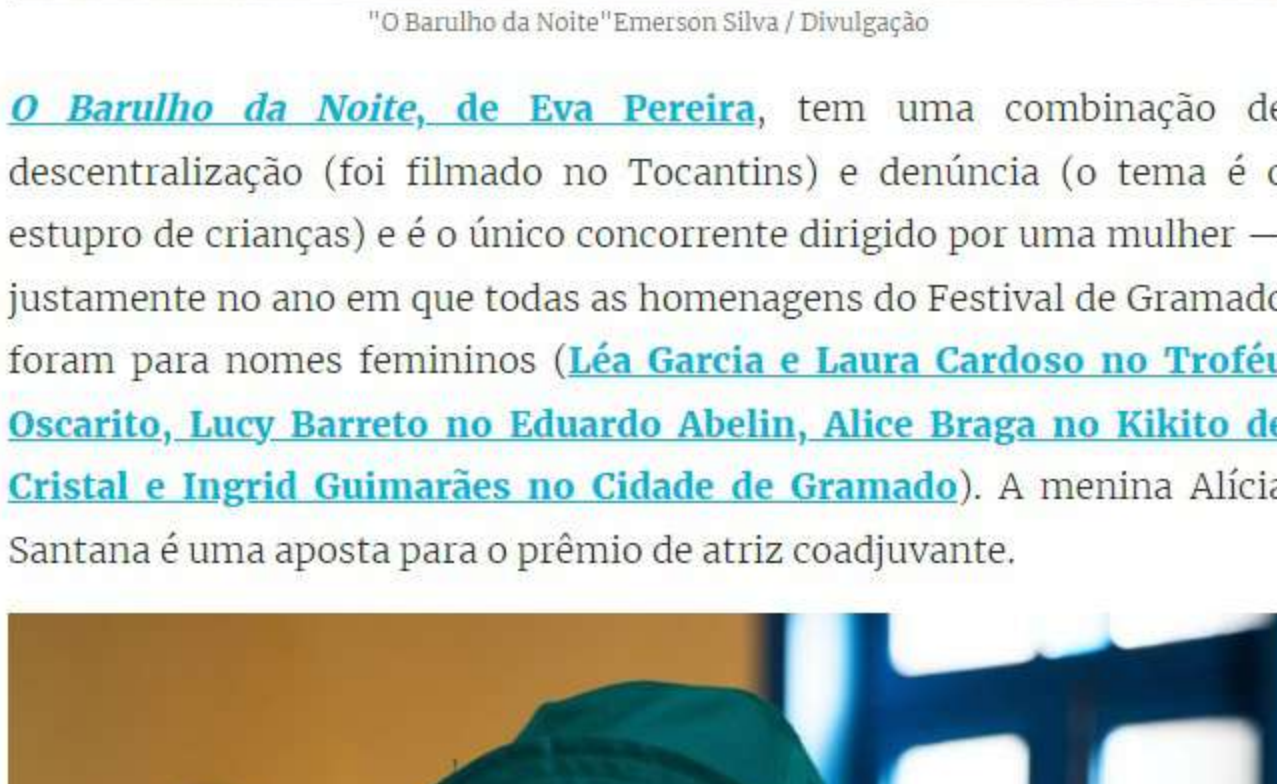 "O Barulho da Noite"Emerson Silva / Divulgação
O Barulho da Noite, de Eva Pereira, tem uma combinação de
descentralização (foi filmado no Tocantins) e denúncia (o tema é o
estupro de crianças) e é o único concorrente dirigido por uma mulher —
justamente no ano em que todas as homenagens do Festival de Gramado
foram para nomes femininos (Léa Garcia e Laura Cardoso no Troféu
Oscarito, Lucy Barreto no Eduardo Abelin, Alice Braga no Kikito de
Cristal e Ingrid Guimarães no Cidade de Gramado). A menina Alícia
Santana é uma aposta para o prêmio de atriz coadjuvante.